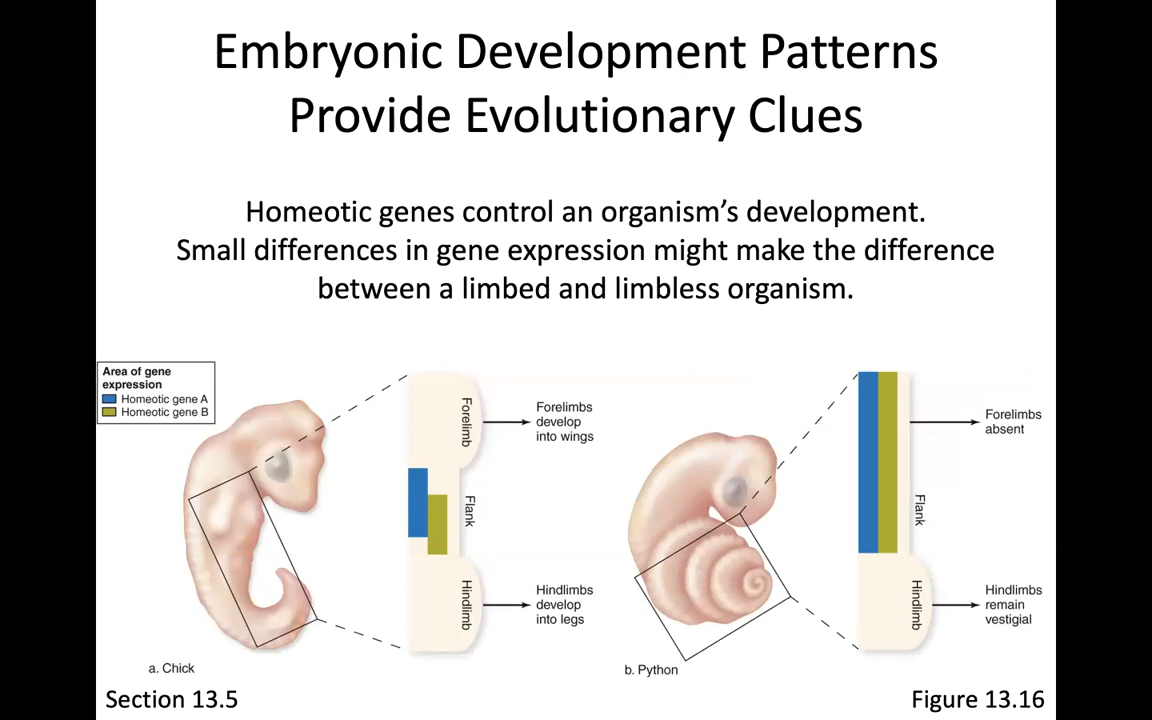 Embryonic Development Patterns
Provide Evolutionary Clues
Homeotic genes control an organism’s development.
Small differences in gene expression might make the difference
between a limbed and limbless organism.
Area of gene
expression
Homeotic gene A
Homeotic gene B
Forelimb
Flank
Hindlimb
Forelimbs
develop
into wings
Hindlimbs
develop
into legs
a. Chick
Flank
Hindlimb
Forelimbs
absent
Hindlimbs
remain
vestigial
b. Python
Section 13.5
Figure 13.16